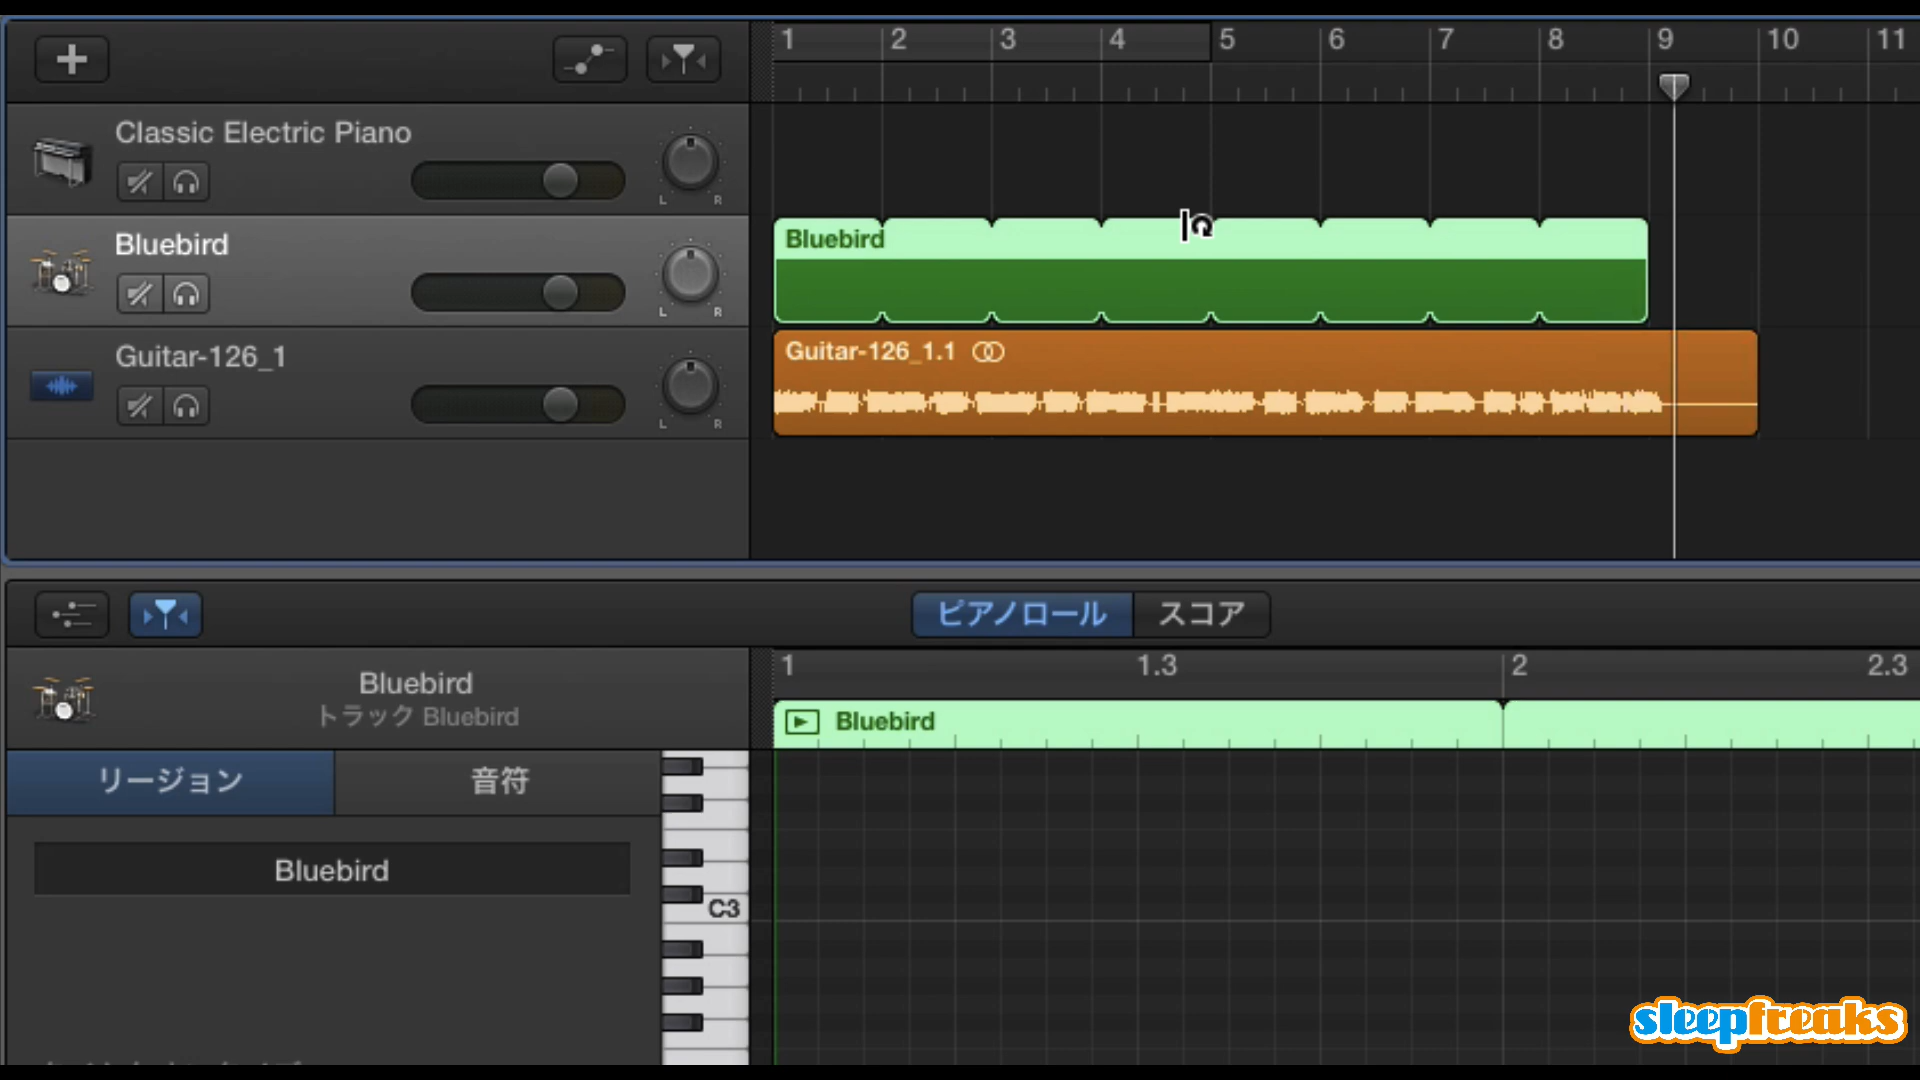 1 2 3 4 5 6 7 8 9 10 11
Classic Electric Piano
L R
Bluebird
L R
Bluebird
Guitar-126_1
L R
Guitar-126_1.1
ピアノロール スコア
Bluebird
トラック Bluebird
1 1.3 2 2.3
Bluebird
リージョン 音符
Bluebird
C3
sleepfreaks